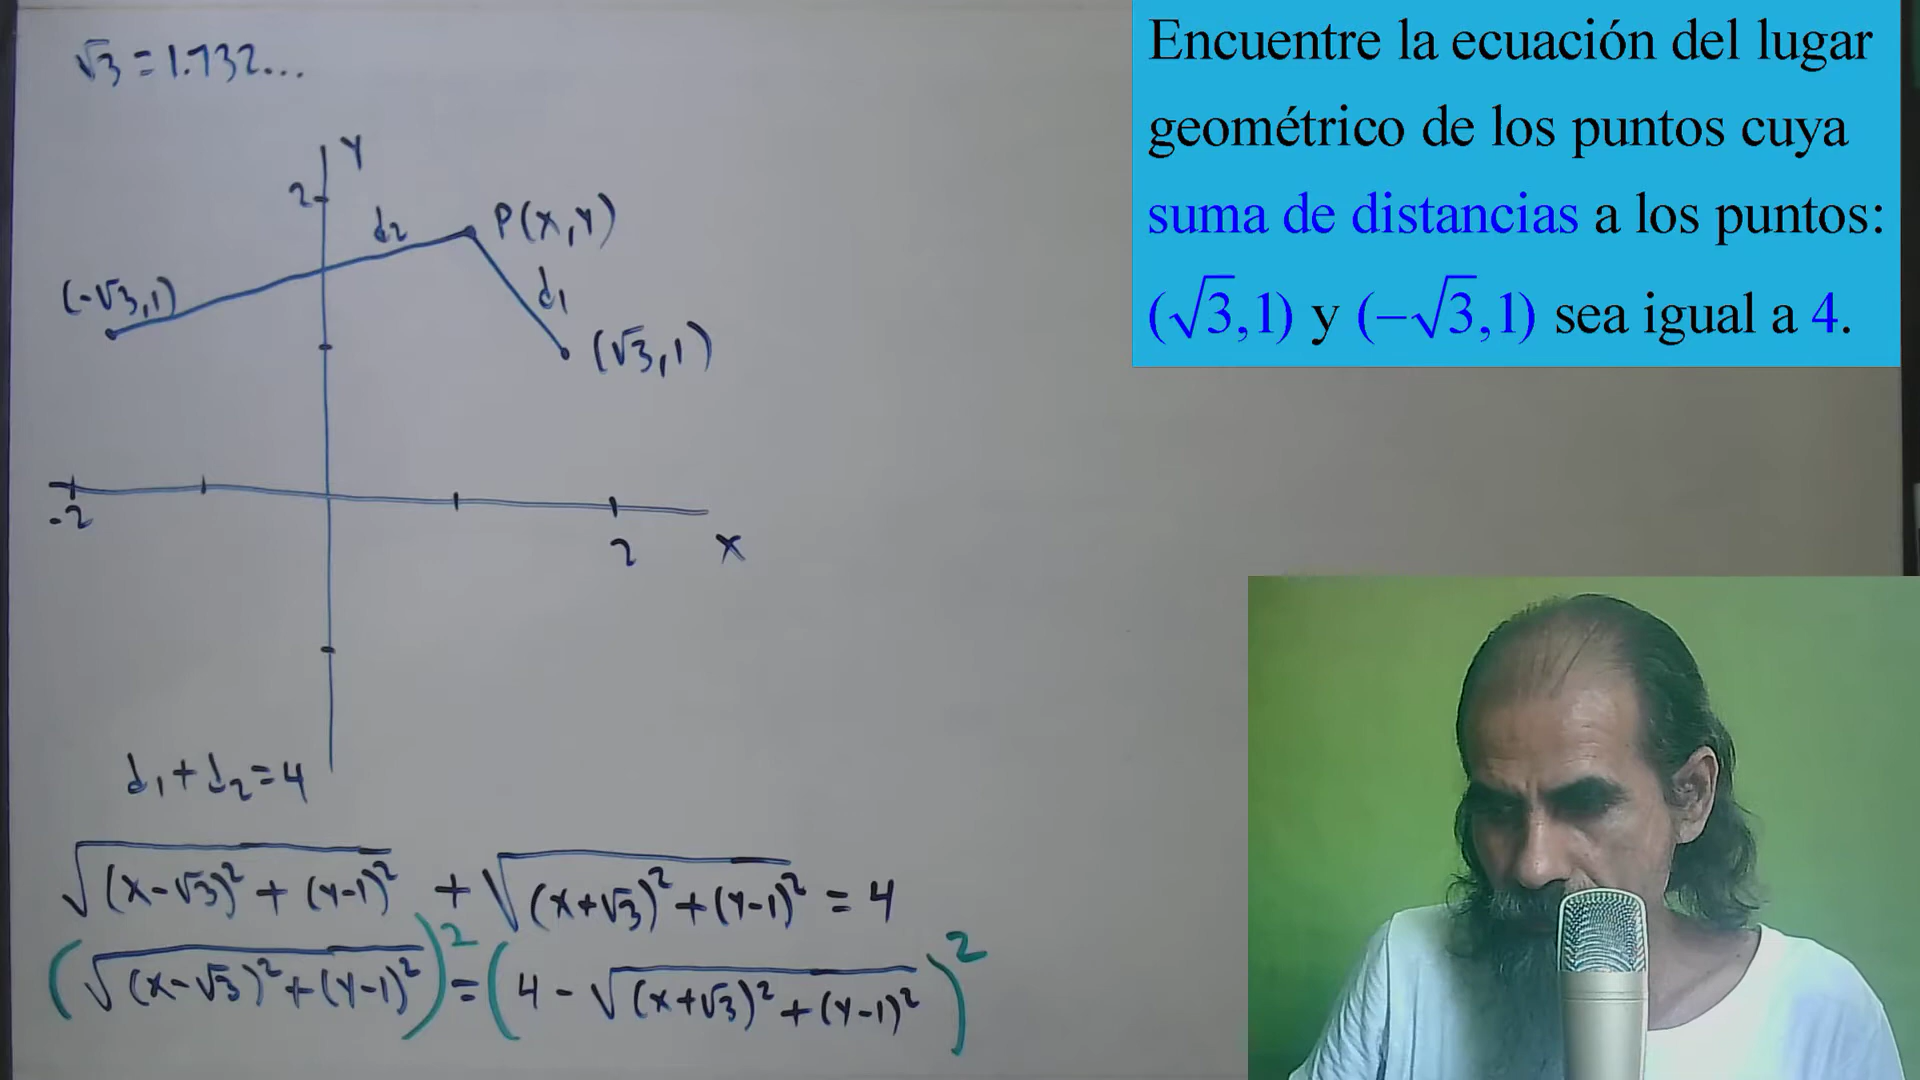 √3 = 1.732...
Y
2
d2
P(x,y)
(-√3,1)
d1
(√3,1)
-2
2
x
d1+d2=4
√(x-√3)²+(y-1)² + √(x+√3)²+(y-1)² = 4
(√(x-√3)²+(y-1)²)² = (4-√(x+√3)²+(y-1)²)²
Encuentre la ecuación del lugar
geométrico de los puntos cuya
suma de distancias a los puntos:
(√3,1) y (−√3,1) sea igual a 4.